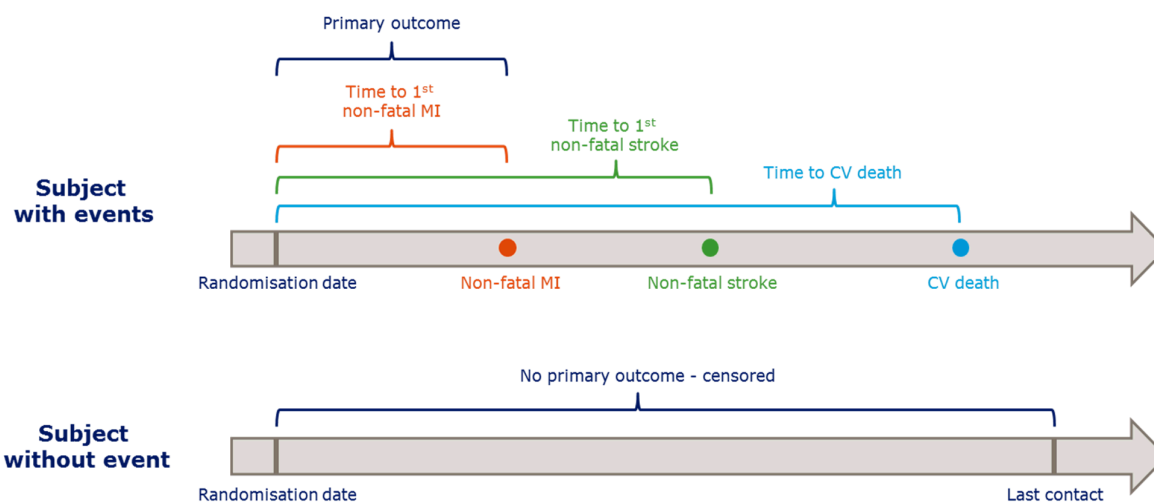 Primary outcome
Time to 1st
non-fatal MI
Time to 1st
non-fatal stroke
Time to CV death
Subject
with events
Randomisation date
Non-fatal MI
Non-fatal stroke
CV death
No primary outcome - censored
Subject
without event
Randomisation date
Last contact